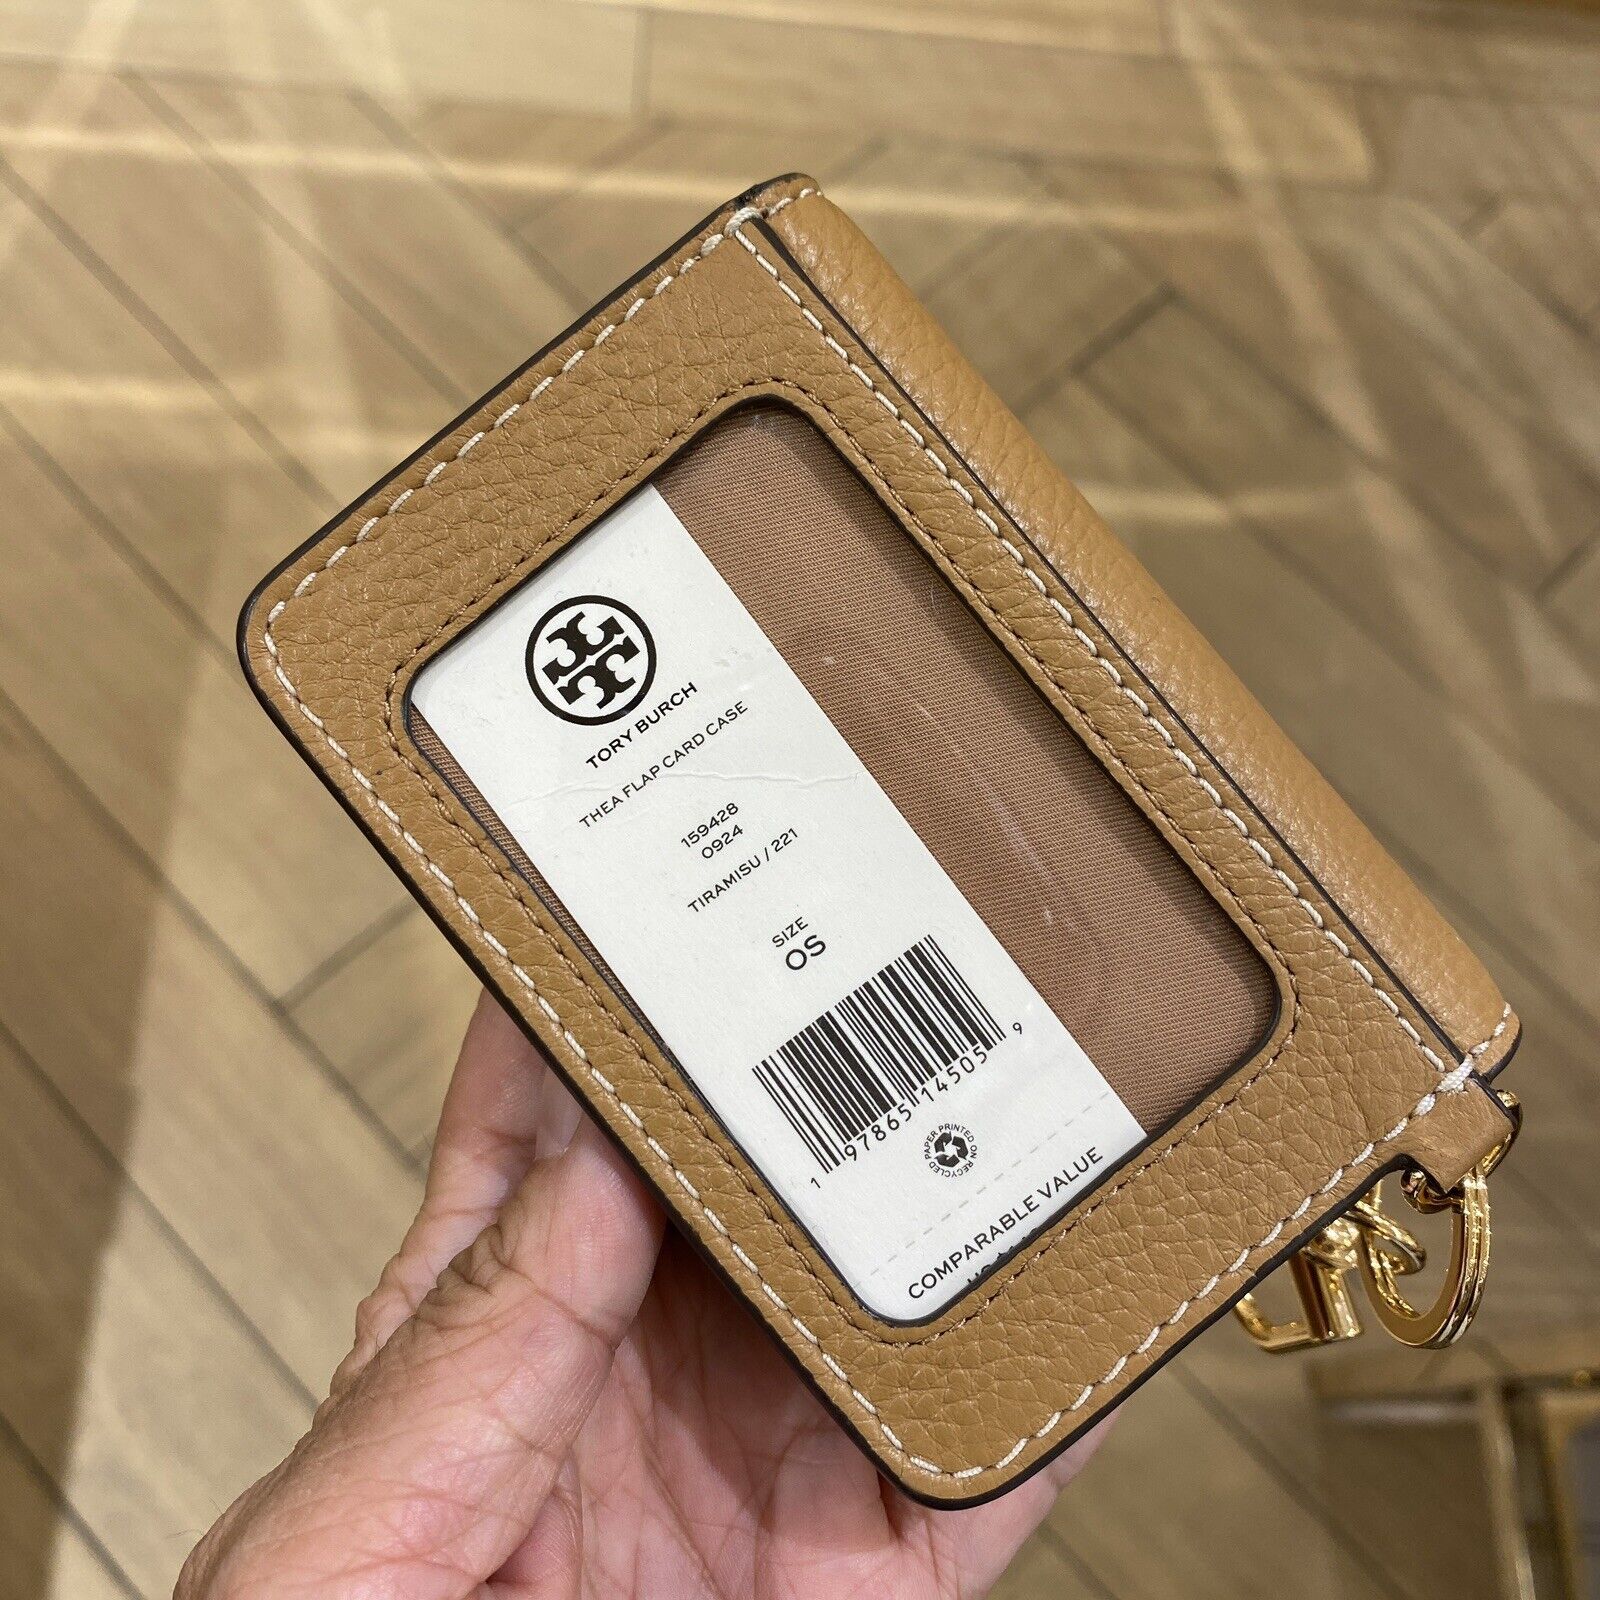 TORY BURCH
THEA FLAP CARD CASE
159428
0924
TIRAMISU / 221
SIZE
OS
1 97865 14505 9
PRINTED ON RECYCLED PAPER
COMPARABLE VALUE